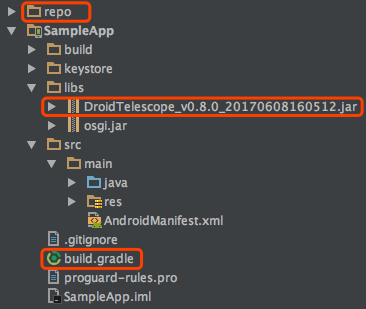 repo
SampleApp
build
keystore
libs
DroidTelescope_v0.8.0_20170608160512.jar
osgi.jar
src
main
java
res
AndroidManifest.xml
.gitignore
build.gradle
proguard-rules.pro
SampleApp.iml